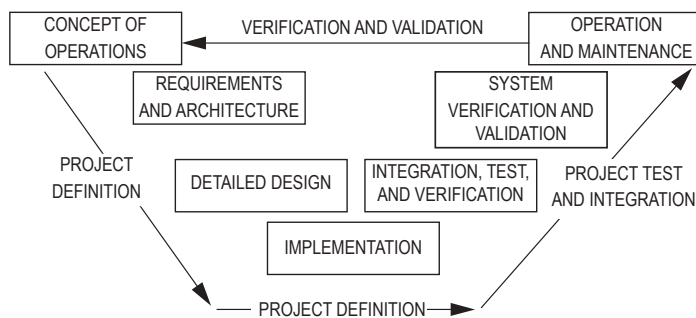 CONCEPT OF
OPERATIONS
VERIFICATION AND VALIDATION
OPERATION
AND MAINTENANCE
REQUIREMENTS
AND ARCHITECTURE
SYSTEM
VERIFICATION AND
VALIDATION
PROJECT
DEFINITION
DETAILED DESIGN
INTEGRATION, TEST,
AND VERIFICATION
PROJECT TEST
AND INTEGRATION
IMPLEMENTATION
PROJECT DEFINITION